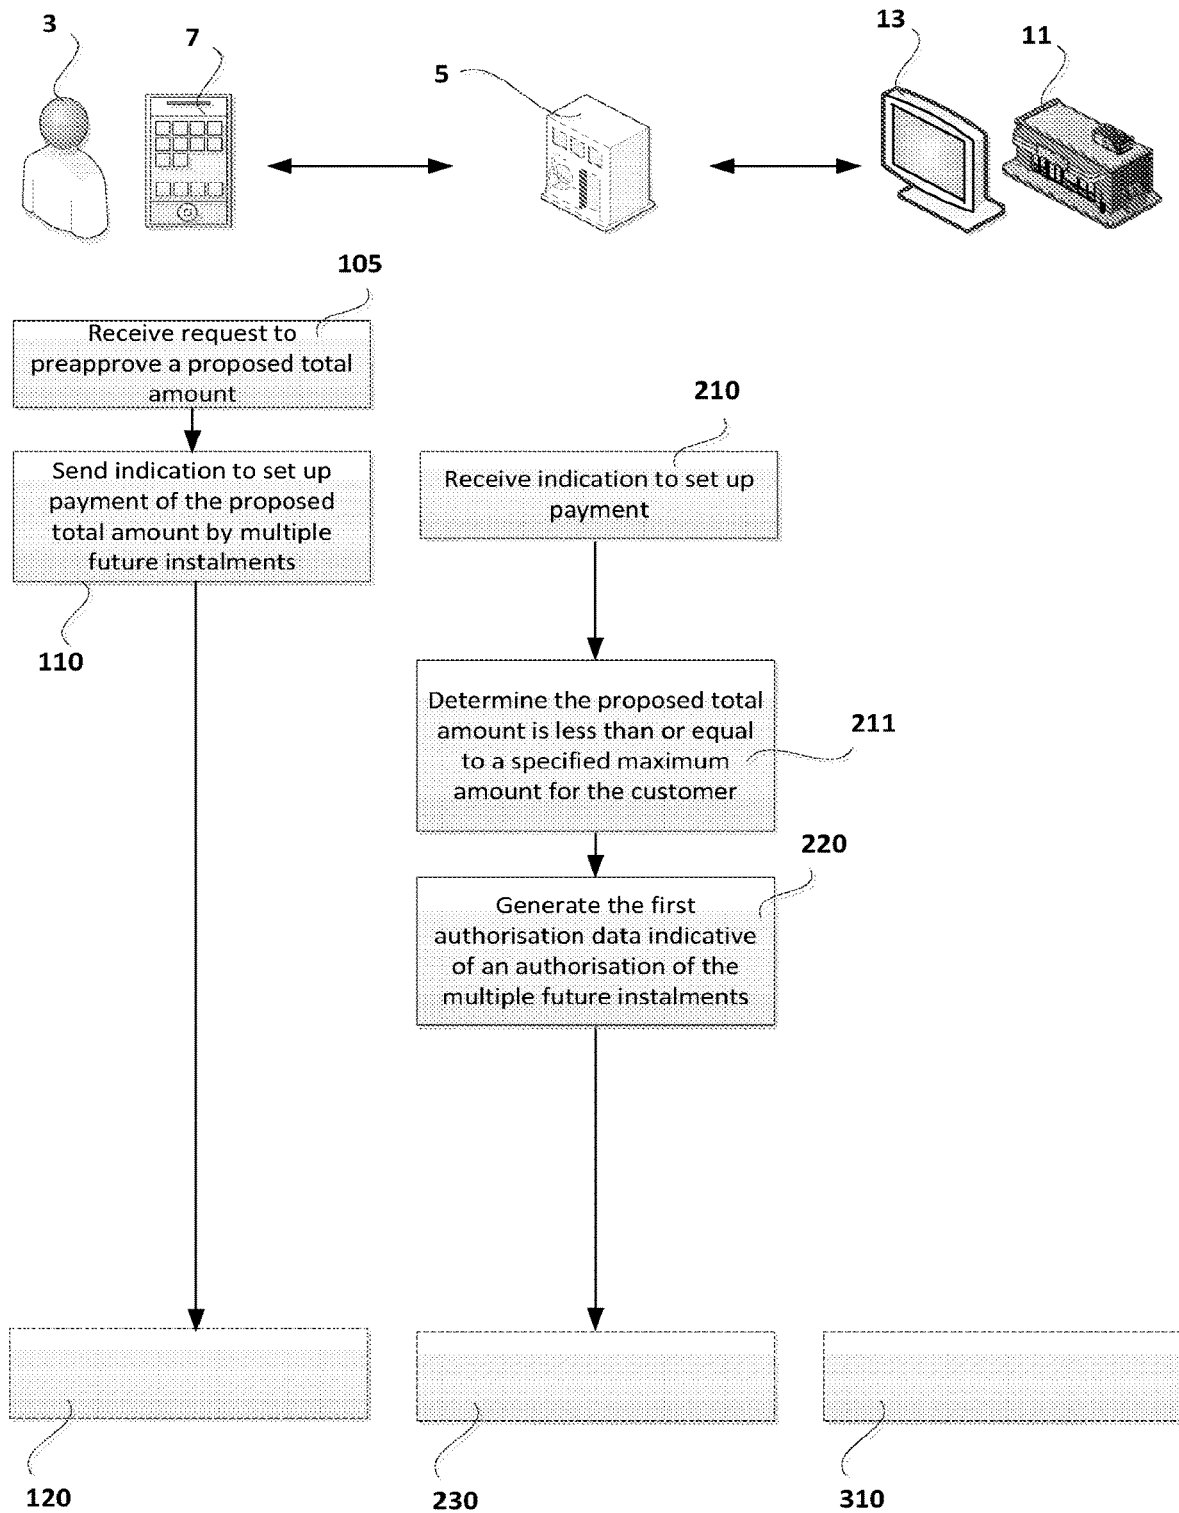 3
7
5
13
11
105
Receive request to
preapprove a proposed total
amount
210
Send indication to set up
payment of the proposed
total amount by multiple
future instalments
Receive indication to set up
payment
110
Determine the proposed total
amount is less than or equal
to a specified maximum
amount for the customer
211
220
Generate the first
authorisation data indicative
of an authorisation of the
multiple future instalments
120
230
310